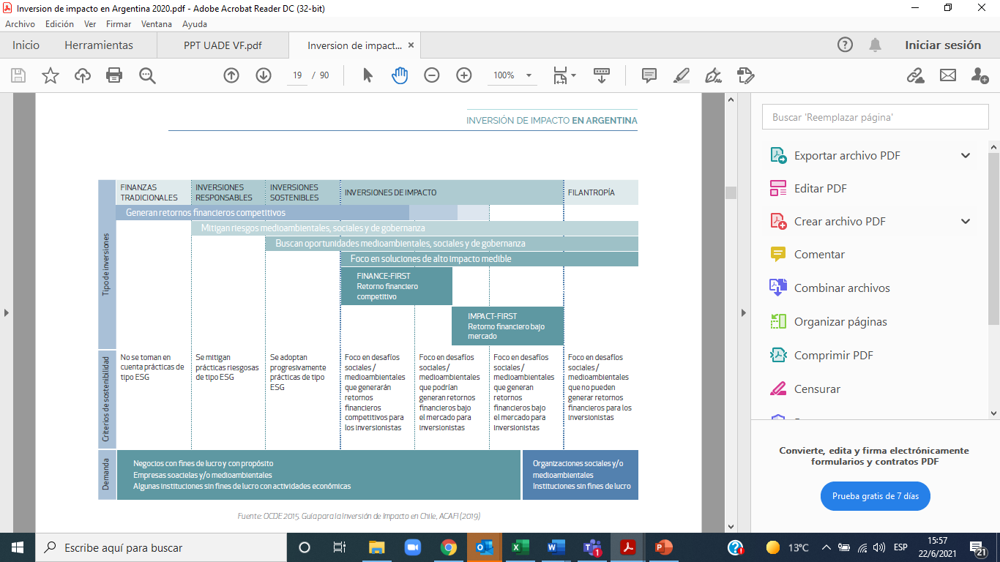 Inversion de impacto en Argentina 2020.pdf - Adobe Acrobat Reader DC (32-bit)
Archivo Edición Ver Firmar Ventana Ayuda
Inicio Herramientas PPT UADE VF.pdf Inversion de impact... ×
19 / 90 100%
Iniciar sesión
INVERSIÓN DE IMPACTO EN ARGENTINA
Tipo de inversiones
FINANZAS
TRADICIONALES
INVERSIONES
RESPONSABLES
INVERSIONES
SOSTENIBLES
INVERSIONES DE IMPACTO
FILANTROPÍA
Generan retornos financieros competitivos
Mitigan riesgos medioambientales, sociales y de gobernanza
Buscan oportunidades medioambientales, sociales y de gobernanza
Foco en soluciones de alto impacto medible
FINANCE-FIRST
Retorno financiero
competitivo
IMPACT-FIRST
Retorno financiero bajo
mercado
Criterios de sostenibilidad
No se toman en
cuenta prácticas de
tipo ESG
Se mitigan
prácticas riesgosas
de tipo ESG
Se adoptan
progresivamente
prácticas de tipo
ESG
Foco en desafíos
sociales /
medioambientales
que generarán
retornos
financieros
competitivos para
los inversionistas
Foco en desafíos
sociales /
medioambientales
que podrían
generan retornos
financieros bajo
el mercado para
inversionistas
Foco en desafíos
sociales /
medioambientales
que generan
retornos
financieros bajo
el mercado para
inversionistas
Foco en desafíos
sociales /
medioambientales
que no pueden
generar retornos
financieros para los
inversionistas
Demanda
Negocios con fines de lucro y con propósito
Empresas soacielas y/o medioambientales
Algunas instituciones sin fines de lucro con actividades económicas
Organizaciones sociales y/o
medioambientales
Instituciones sin fines de lucro
Fuente: OCDE 2015. Guía para la Inversión de Impacto en Chile, ACAFI (2019)
Buscar 'Reemplazar página'
Exportar archivo PDF
Editar PDF
Crear archivo PDF
Comentar
Combinar archivos
Organizar páginas
Comprimir PDF
Censurar
Convierte, edita y firma electrónicamente
formularios y contratos PDF
Prueba gratis de 7 días
Escribe aquí para buscar
13°C
ESP
15:57
22/6/2021
21